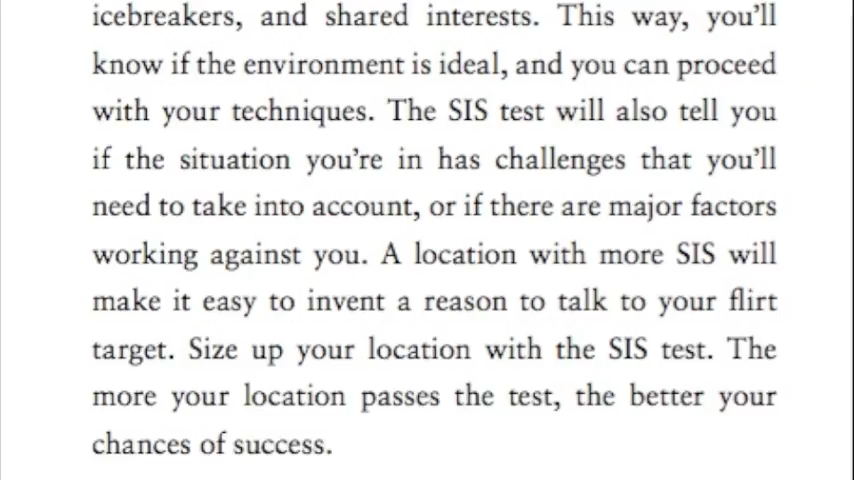 icebreakers, and shared interests. This way, you'll
know if the environment is ideal, and you can proceed
with your techniques. The SIS test will also tell you
if the situation you're in has challenges that you'll
need to take into account, or if there are major factors
working against you. A location with more SIS will
make it easy to invent a reason to talk to your flirt
target. Size up your location with the SIS test. The
more your location passes the test, the better your
chances of success.